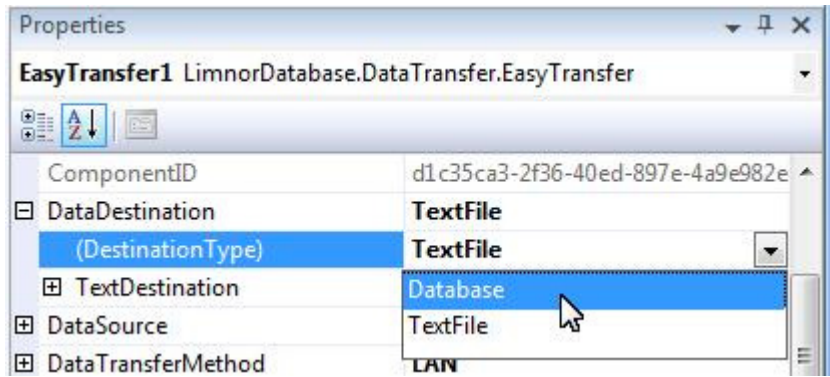 Properties
EasyTransfer1 LimnorDatabase.DataTransfer.EasyTransfer
A
Z
ComponentID d1c35ca3-2f36-40ed-897e-4a9e982e
DataDestination TextFile
(DestinationType) TextFile
TextDestination Database
DataSource TextFile
DataTransferMethod LAN